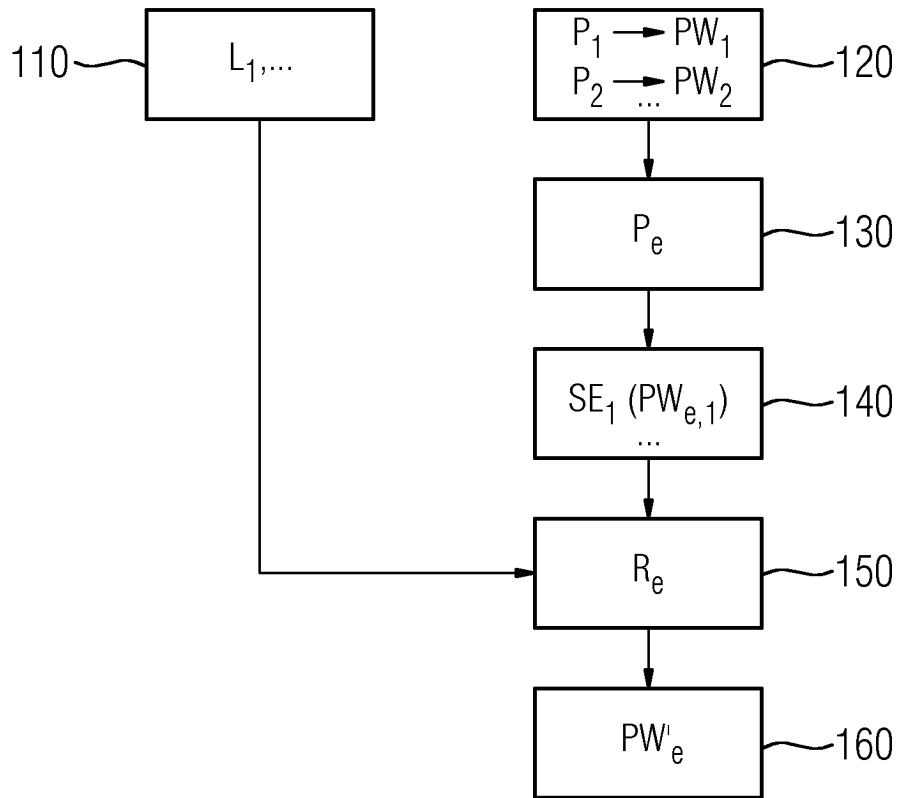 110
L₁,...
P₁ → PW₁
P₂ → PW₂
...
120
Pₑ
130
SE₁ (PWₑ,₁)
...
140
Rₑ
150
PW'ₑ
160